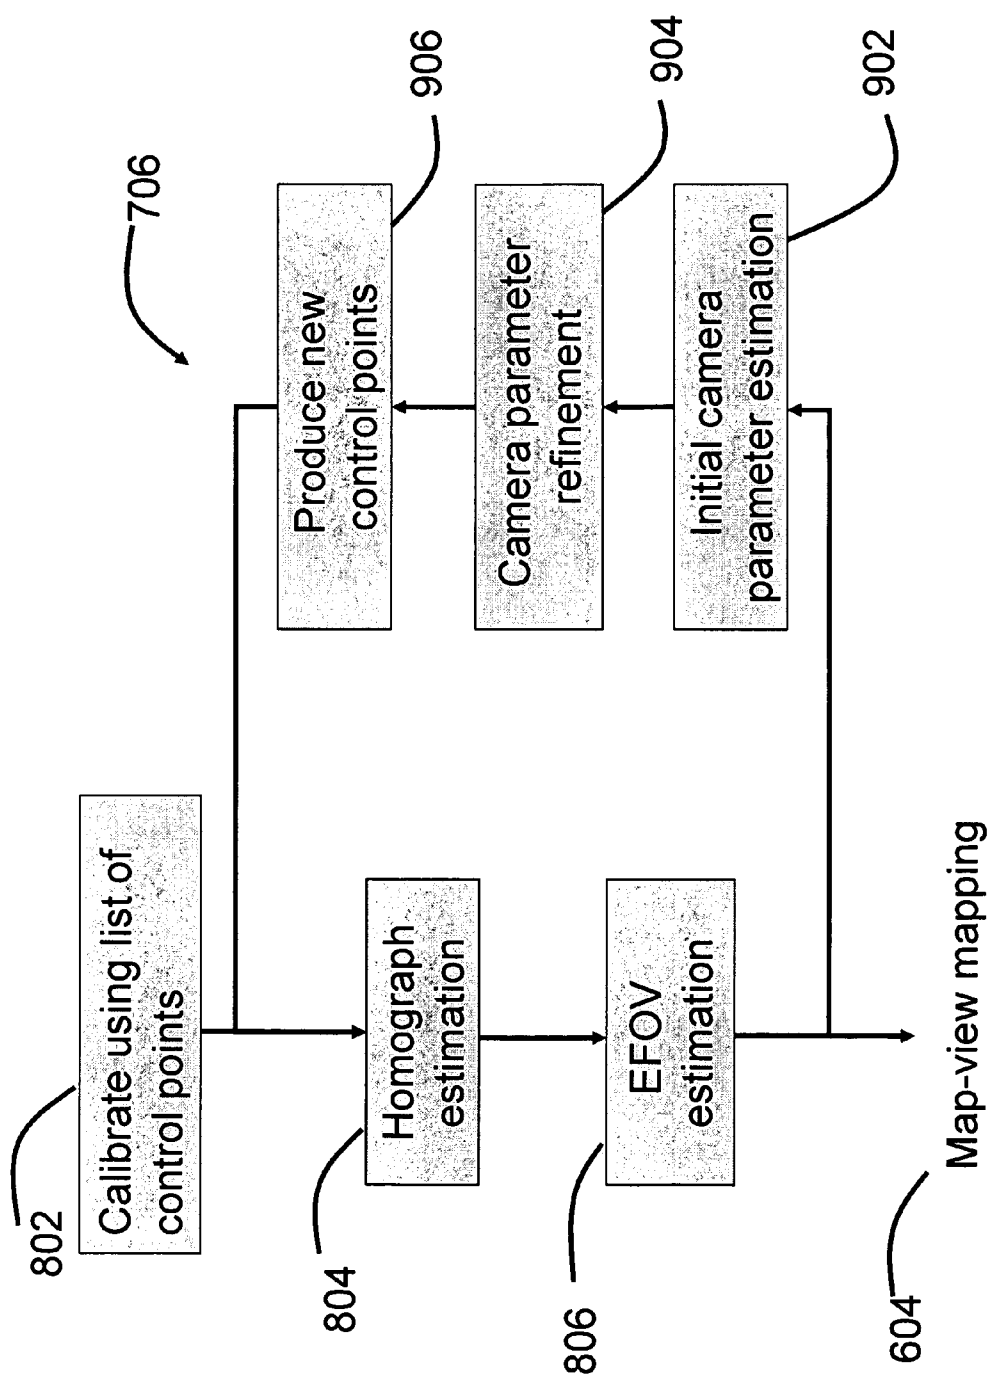 706
802
Calibrate using list of
control points
804
Homograph
estimation
806
EFOV
estimation
604
Map-view mapping
906
Produce new
control points
904
Camera parameter
refinement
902
Initial camera
parameter estimation